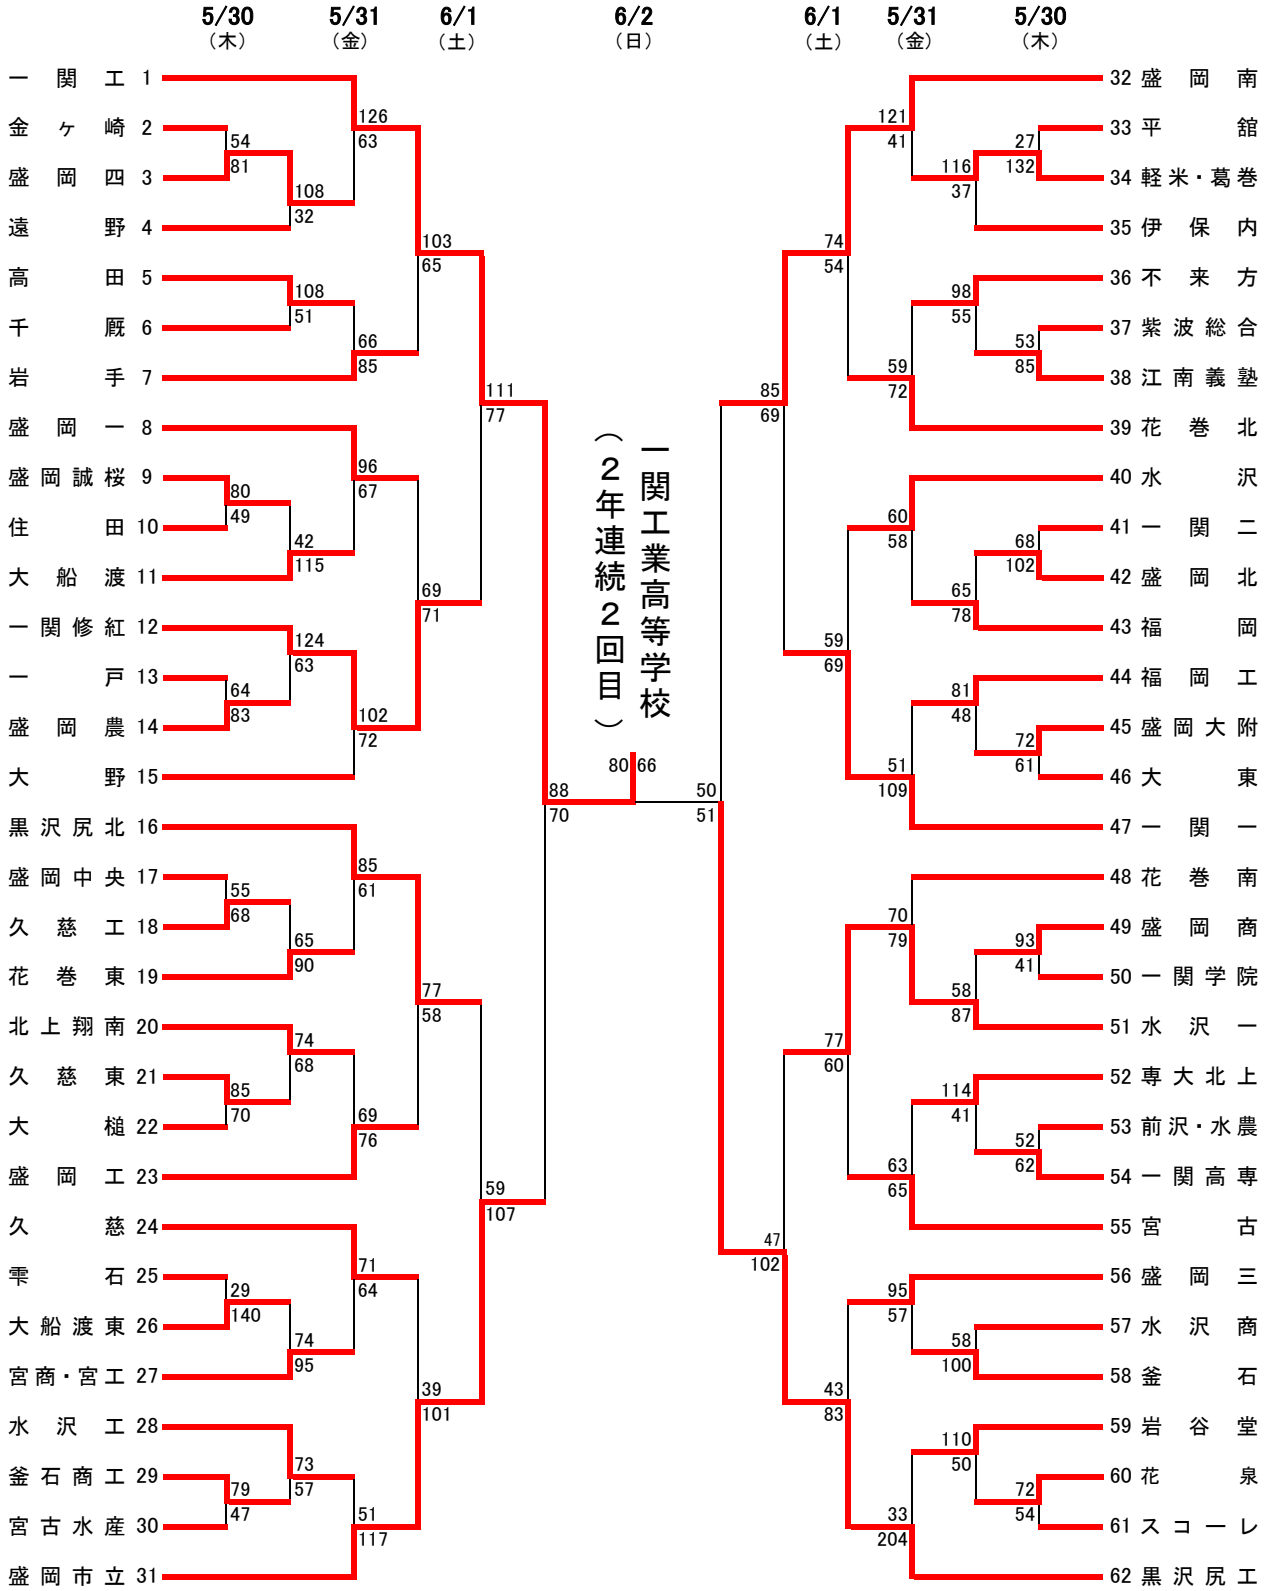 5/30 5/31 6/1 6/2 6/1 5/31 5/30
（木） （金） （土） （日） （土） （金） （木）
一関工 1
金ヶ崎 2
盛岡四 3
遠野 4
高田 5
千厩 6
岩手 7
盛岡一 8
盛岡誠桜 9
住田 10
大船渡 11
一関修紅 12
一戸 13
盛岡農 14
大野 15
黒沢尻北 16
盛岡中央 17
久慈工 18
花巻東 19
北上翔南 20
久慈東 21
大槌 22
盛岡工 23
久慈 24
雫石 25
大船渡東 26
宮商・宮工 27
水沢工 28
釜石商工 29
宮古水産 30
盛岡市立 31
54
81
80
49
64
83
55
68
85
70
29
140
79
47
108
32
108
51
42
115
124
63
65
90
74
68
74
95
73
57
126
63
66
85
96
67
102
72
85
61
69
76
71
64
51
117
103
65
69
71
77
58
39
101
111
77
59
107
88
70
一関工業高等学校
（２年連続２回目）
80 66
50
51
85
69
47
102
74
54
59
69
77
60
43
83
121
41
59
72
60
58
51
109
70
79
63
65
95
57
33
204
116
37
98
55
65
78
81
48
58
87
114
41
58
100
110
50
27
132
53
85
68
102
72
61
93
41
52
62
72
54
32 盛岡南
33 平舘
34 軽米・葛巻
35 伊保内
36 不来方
37 紫波総合
38 江南義塾
39 花巻北
40 水沢
41 一関二
42 盛岡北
43 福岡
44 福岡工
45 盛岡大附
46 大東
47 一関一
48 花巻南
49 盛岡商
50 一関学院
51 水沢一
52 専大北上
53 前沢・水農
54 一関高専
55 宮古
56 盛岡三
57 水沢商
58 釜石
59 岩谷堂
60 花泉
61 スコーレ
62 黒沢尻工